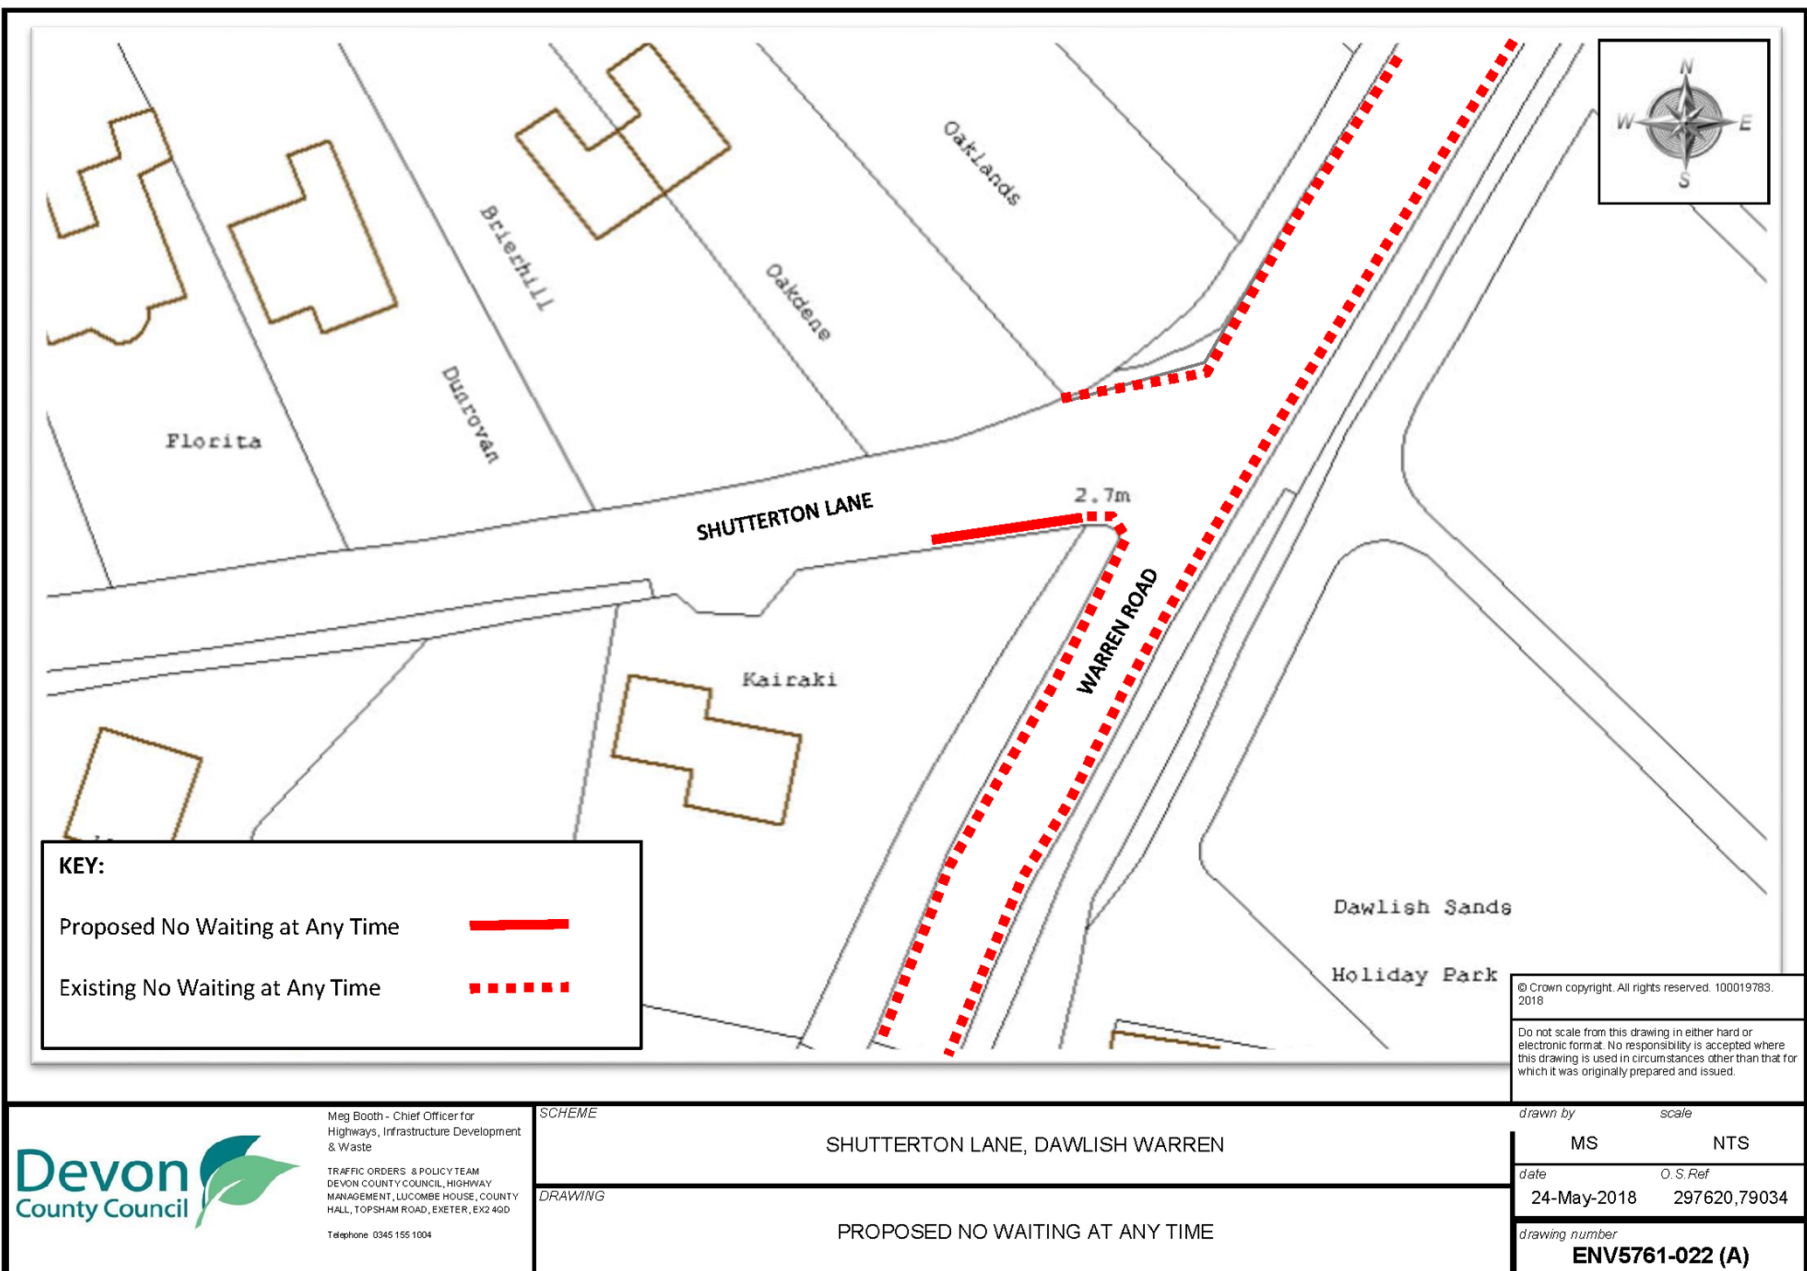 N
W
E
S
Oaklands
Brierhill
Oakdene
Dunrovan
Florita
SHUTTERTON LANE
2.7m
WARREN ROAD
Kairaki
KEY:
Proposed No Waiting at Any Time
Existing No Waiting at Any Time
Dawlish Sands
Holiday Park
© Crown copyright. All rights reserved. 100019783.
2018
Do not scale from this drawing in either hard or
electronic format. No responsibility is accepted where
this drawing is used in circumstances other than that for
which it was originally prepared and issued.
Devon
County Council
Meg Booth - Chief Officer for
Highways, Infrastructure Development
& Waste
TRAFFIC ORDERS & POLICY TEAM
DEVON COUNTY COUNCIL, HIGHWAY
MANAGEMENT, LUCOMBE HOUSE, COUNTY
HALL, TOPSHAM ROAD, EXETER, EX2 4QD
Telephone 0345 155 1004
SCHEME
SHUTTERTON LANE, DAWLISH WARREN
DRAWING
PROPOSED NO WAITING AT ANY TIME
drawn by
scale
MS
NTS
date
O.S.Ref
24-May-2018
297620,79034
drawing number
ENV5761-022 (A)